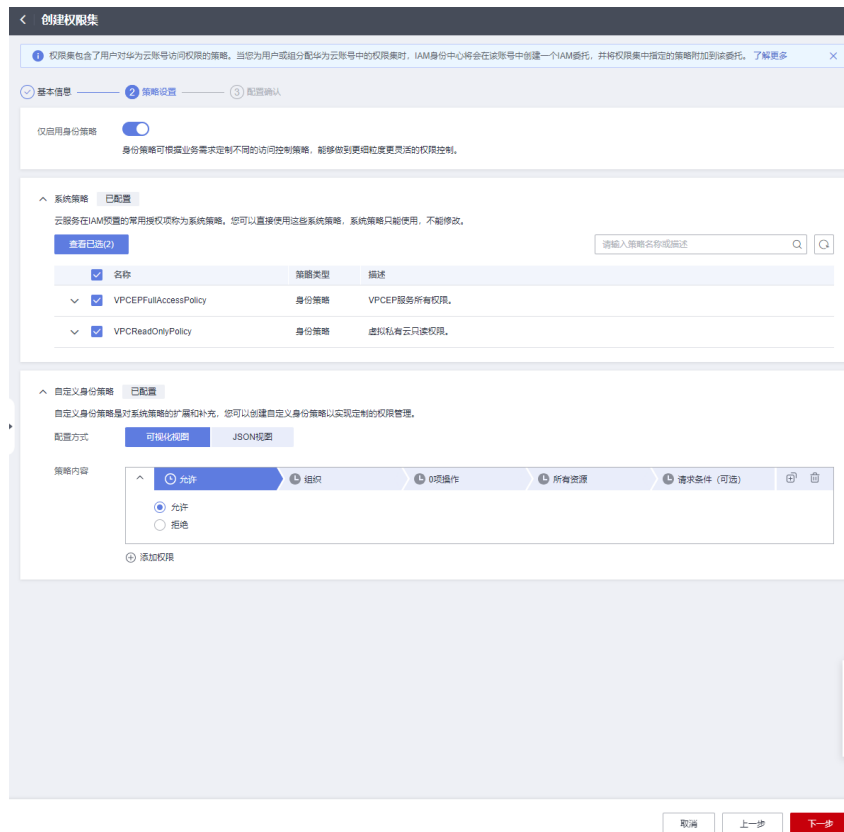 创建权限集
权限集包含了用户对华为云账号访问权限的策略。当您为用户或组分配华为云账号中的权限集时，IAM身份中心将会在该账号中创建一个IAM委托，并将权限集中指定的策略附加到该委托。 了解更多
基本信息 2 策略设置 3 配置确认
仅启用身份策略
身份策略可根据业务需求定制不同的访问控制策略，能够做到更细粒度更灵活的权限控制。
系统策略 已配置
云服务在IAM预置的常用授权项称为系统策略。您可以直接使用这些系统策略，系统策略只能使用，不能修改。
查看已选(2) 请输入策略名称或描述
名称 策略类型 描述
VPCEPFullAccessPolicy 身份策略 VPCEP服务所有权限。
VPCReadOnlyPolicy 身份策略 虚拟私有云只读权限。
自定义身份策略 已配置
自定义身份策略是对系统策略的扩展和补充，您可以创建自定义身份策略以实现定制的权限管理。
配置方式 可视化视图 JSON视图
策略内容 允许 组织 0项操作 所有资源 请求条件（可选）
允许
拒绝
添加权限
取消 上一步 下一步